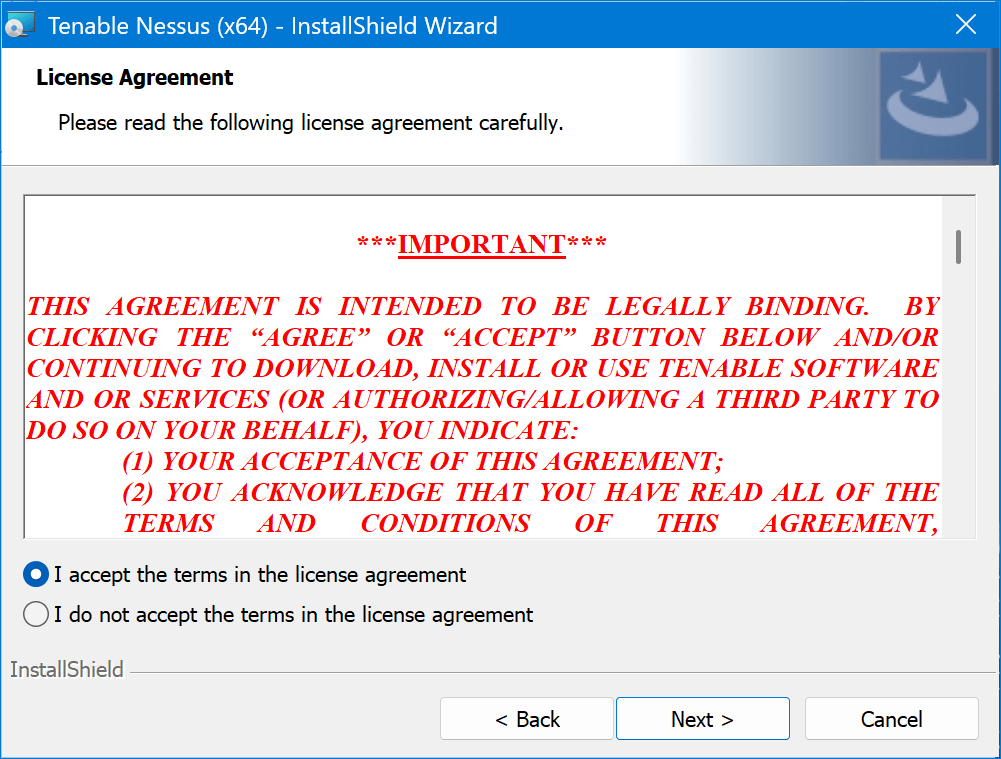 Tenable Nessus (x64) - InstallShield Wizard
License Agreement
Please read the following license agreement carefully.
***IMPORTANT***
THIS AGREEMENT IS INTENDED TO BE LEGALLY BINDING. BY
CLICKING THE “AGREE” OR “ACCEPT” BUTTON BELOW AND/OR
CONTINUING TO DOWNLOAD, INSTALL OR USE TENABLE SOFTWARE
AND OR SERVICES (OR AUTHORIZING/ALLOWING A THIRD PARTY TO
DO SO ON YOUR BEHALF), YOU INDICATE:
(1) YOUR ACCEPTANCE OF THIS AGREEMENT;
(2) YOU ACKNOWLEDGE THAT YOU HAVE READ ALL OF THE
TERMS AND CONDITIONS OF THIS AGREEMENT,
I accept the terms in the license agreement
I do not accept the terms in the license agreement
InstallShield
< Back
Next >
Cancel